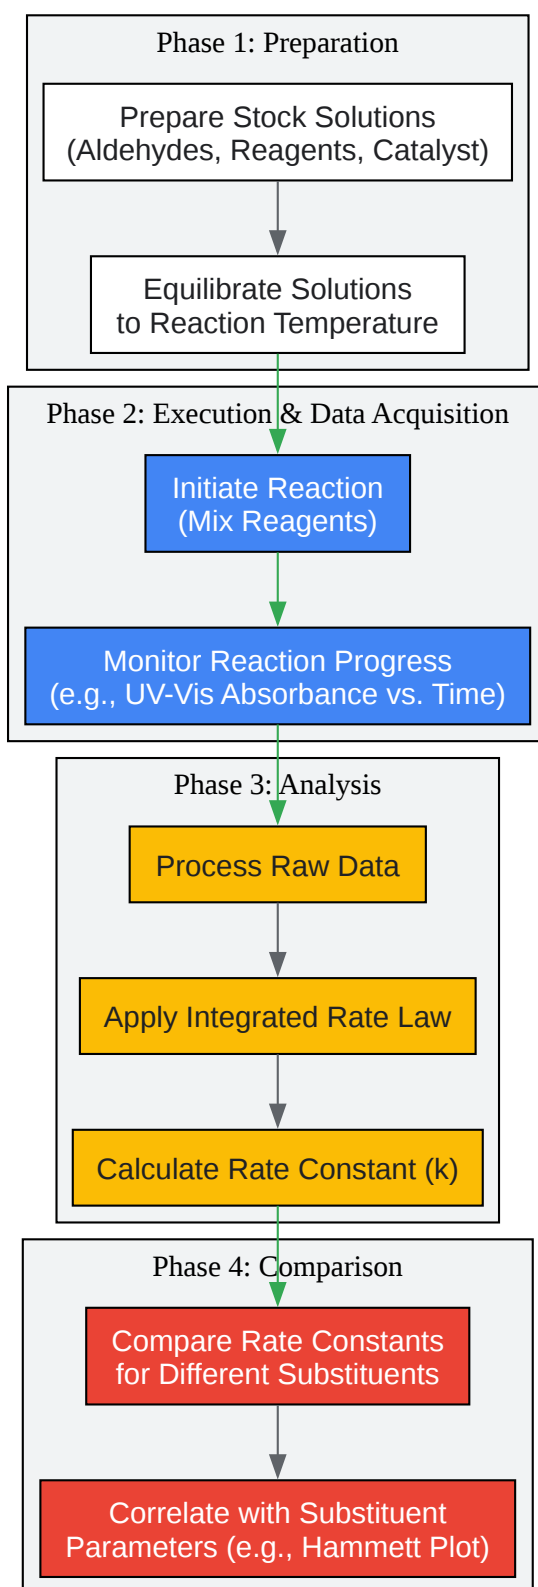 Phase 1: Preparation
Prepare Stock Solutions
(Aldehydes, Reagents, Catalyst)
Equilibrate Solutions
to Reaction Temperature
Phase 2: Execution & Data Acquisition
Initiate Reaction
(Mix Reagents)
Monitor Reaction Progress
(e.g., UV-Vis Absorbance vs. Time)
Phase 3: Analysis
Process Raw Data
Apply Integrated Rate Law
Calculate Rate Constant (k)
Phase 4: Comparison
Compare Rate Constants
for Different Substituents
Correlate with Substituent
Parameters (e.g., Hammett Plot)